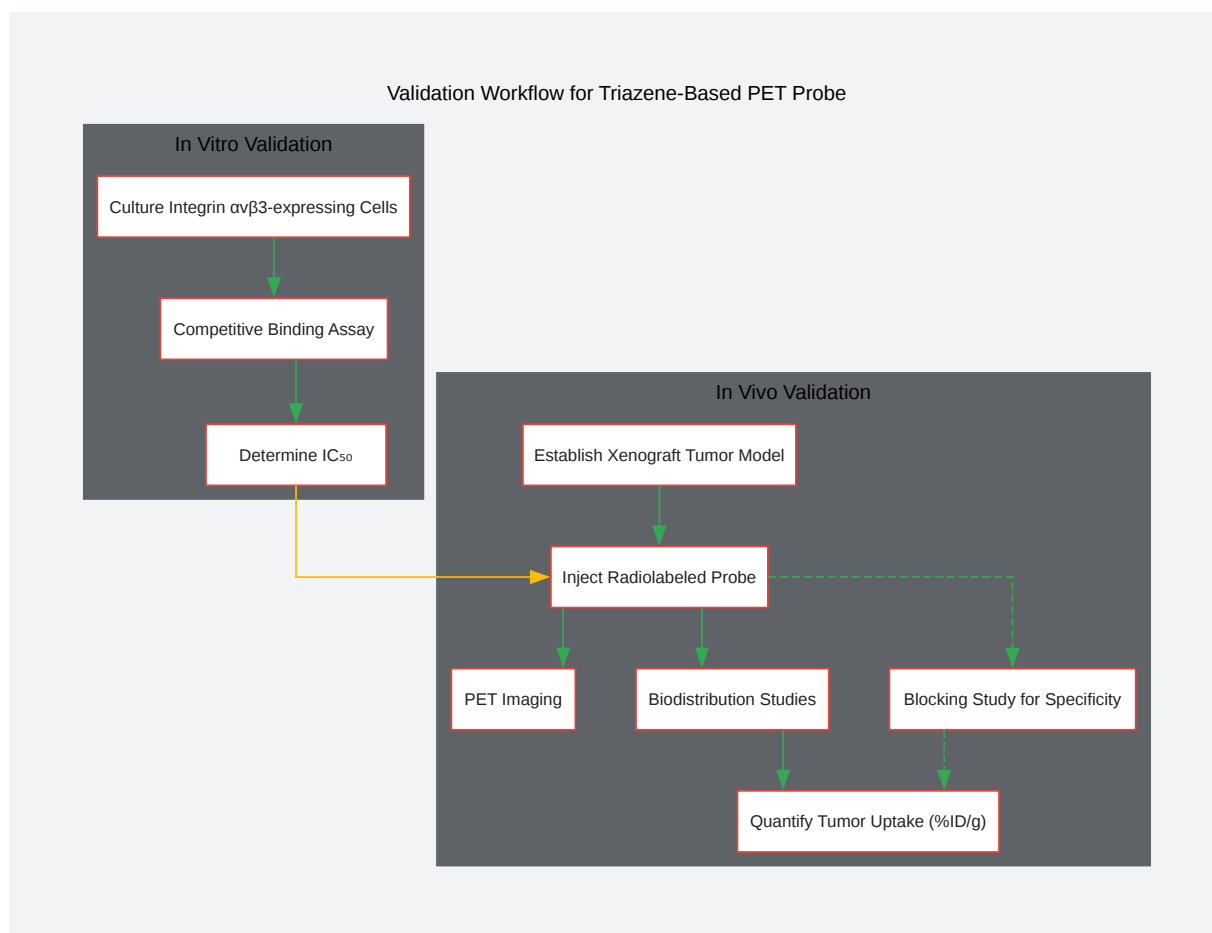 Validation Workflow for Triazene-Based PET Probe
In Vitro Validation
Culture Integrin αvβ3-expressing Cells
Competitive Binding Assay
Determine IC₅₀
In Vivo Validation
Establish Xenograft Tumor Model
Inject Radiolabeled Probe
PET Imaging
Biodistribution Studies
Blocking Study for Specificity
Quantify Tumor Uptake (%ID/g)